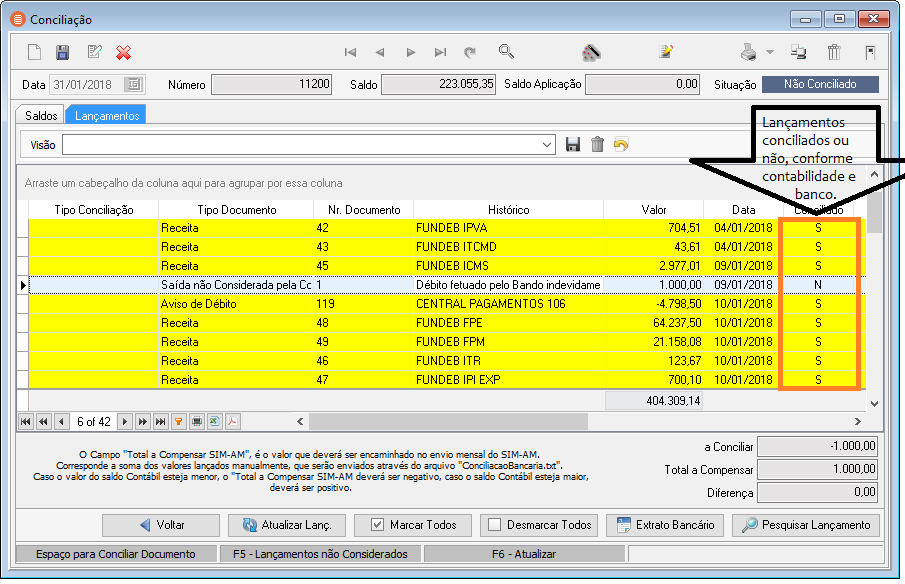 Conciliação
Data 31/01/2018 Número 11200 Saldo 223.055,35 Saldo Aplicação 0,00 Situação Não Conciliado
Saldos Lançamentos
Visão
Lançamentos
conciliados ou
não, conforme
contabilidade e
banco.
Arraste um cabeçalho da coluna aqui para agrupar por essa coluna
Tipo Conciliação Tipo Documento Nr. Documento Histórico Valor Data Conciliado
Receita 42 FUNDEB IPVA 704,51 04/01/2018 S
Receita 43 FUNDEB ITCMD 43,61 04/01/2018 S
Receita 45 FUNDEB ICMS 2.977,01 09/01/2018 S
Saída não Considerada pela Co 1 Débito fetuado pelo Bando indevidame 1.000,00 09/01/2018 N
Aviso de Débito 119 CENTRAL PAGAMENTOS 106 -4.798,50 10/01/2018 S
Receita 48 FUNDEB FPE 64.237,50 10/01/2018 S
Receita 49 FUNDEB FPM 21.158,08 10/01/2018 S
Receita 46 FUNDEB ITR 123,67 10/01/2018 S
Receita 47 FUNDEB IPI EXP 700,10 10/01/2018 S
404.309,14
6 of 42
O Campo "Total a Compensar SIM-AM", é o valor que deverá ser encaminhado no envio mensal do SIM-AM.
Corresponde a soma dos valores lançados manualmente, que serão enviados através do arquivo "ConciliacaoBancaria.txt".
Caso o valor do saldo Contábil esteja menor, o "Total a Compensar SIM-AM deverá ser negativo, caso o saldo Contábil esteja maior,
deverá ser positivo.
a Conciliar -1.000,00
Total a Compensar 1.000,00
Diferença 0,00
Voltar Atualizar Lanç. Marcar Todos Desmarcar Todos Extrato Bancário Pesquisar Lançamento
Espaço para Conciliar Documento F5 - Lançamentos não Considerados F6 - Atualizar